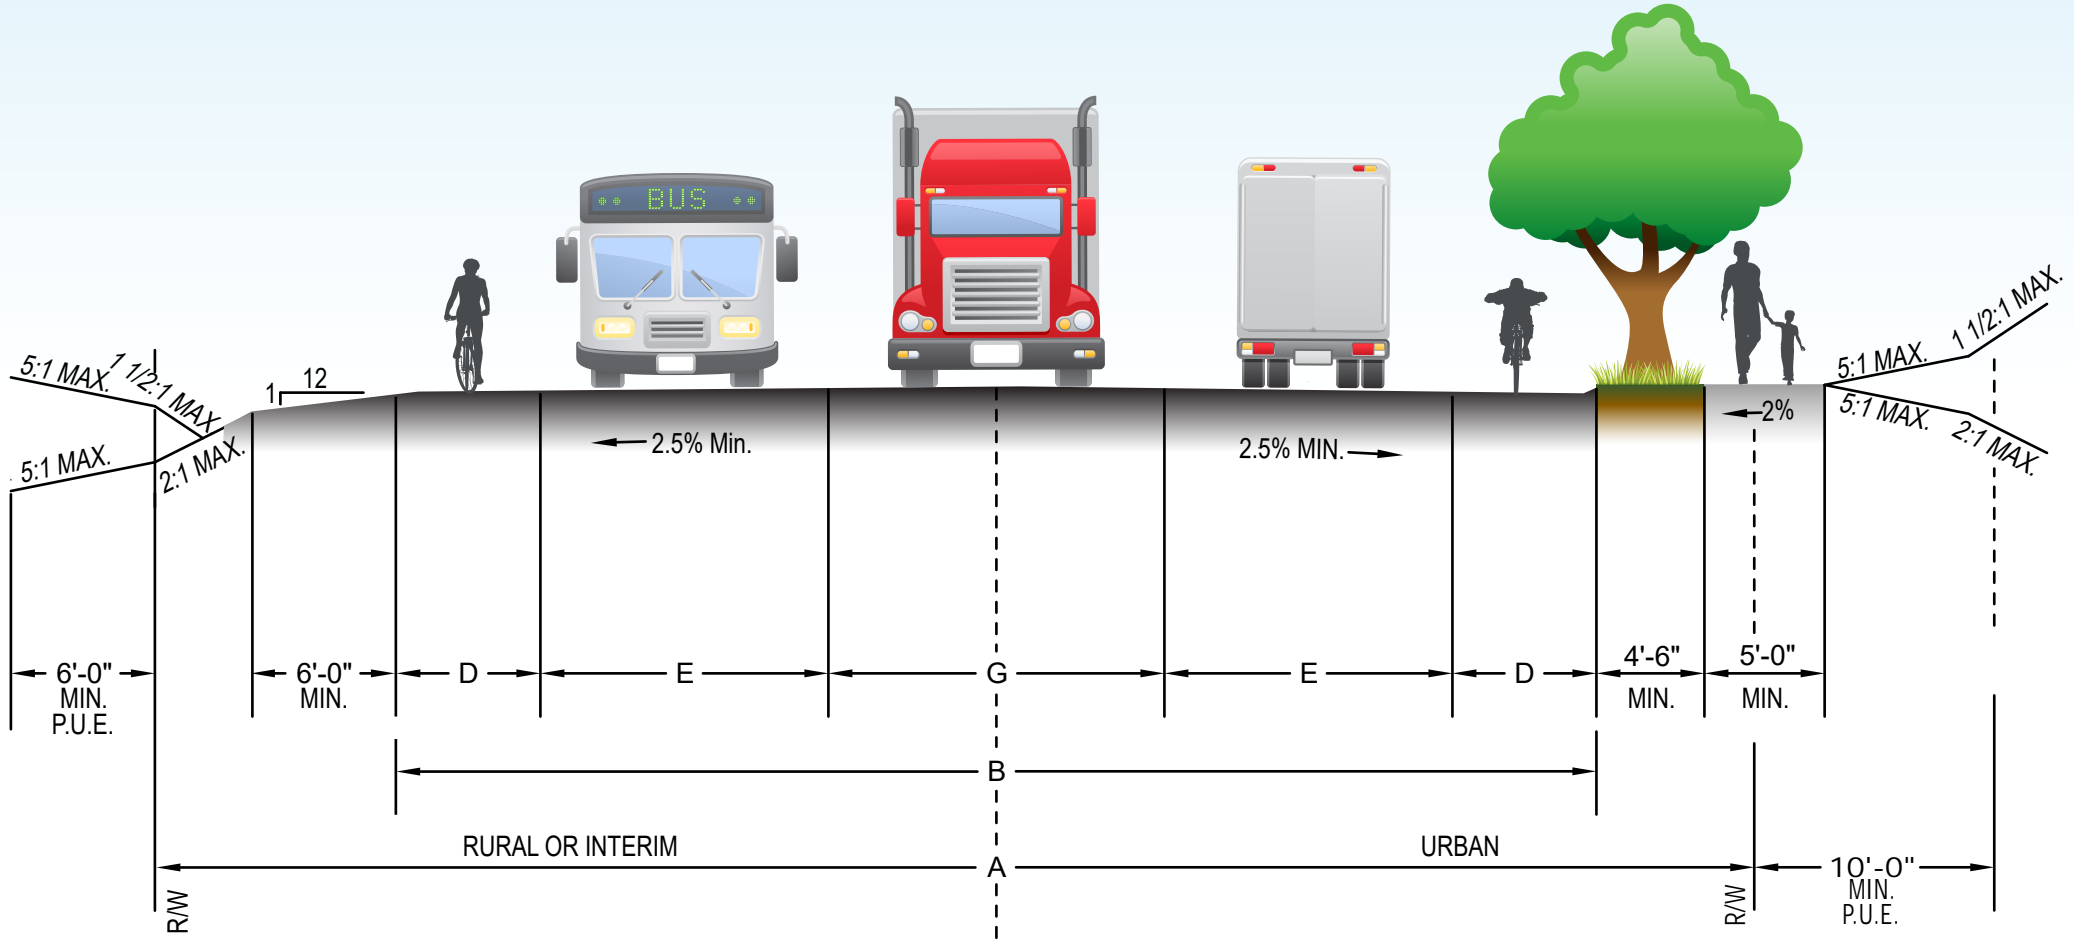 BUS
5:1 MAX.
1 1/2:1 MAX
1
12
5:1 MAX.
2:1 MAX.
2.5% Min.
2.5% MIN.
2%
5:1 MAX.
1 1/2:1 MAX.
5:1 MAX.
2:1 MAX.
6'-0"
MIN.
P.U.E.
6'-0"
MIN.
D
E
G
E
D
4'-6"
MIN.
5'-0"
MIN.
B
RURAL OR INTERIM
URBAN
A
R/W
R/W
10'-0"
MIN.
P.U.E.